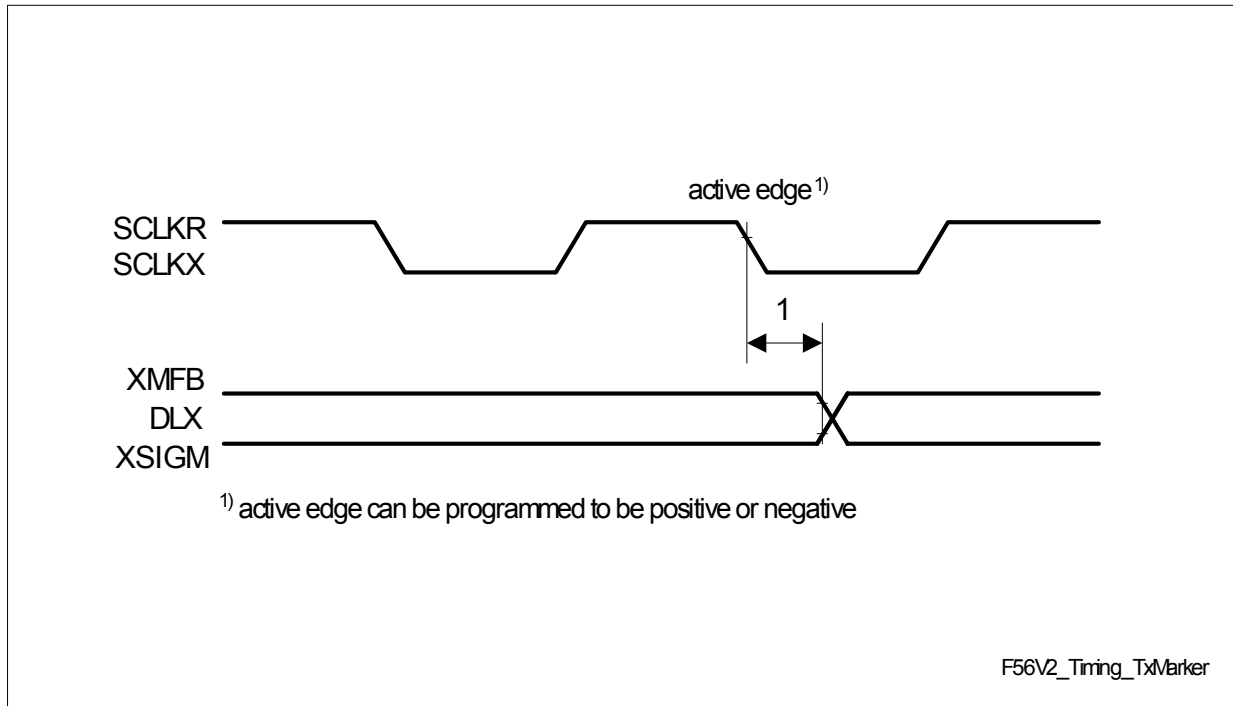 active edge 1)
SCLKR
SCLKX
1
XMFB
DLX
XSIGM
1) active edge can be programmed to be positive or negative
F56V2_Timing_TxMarker